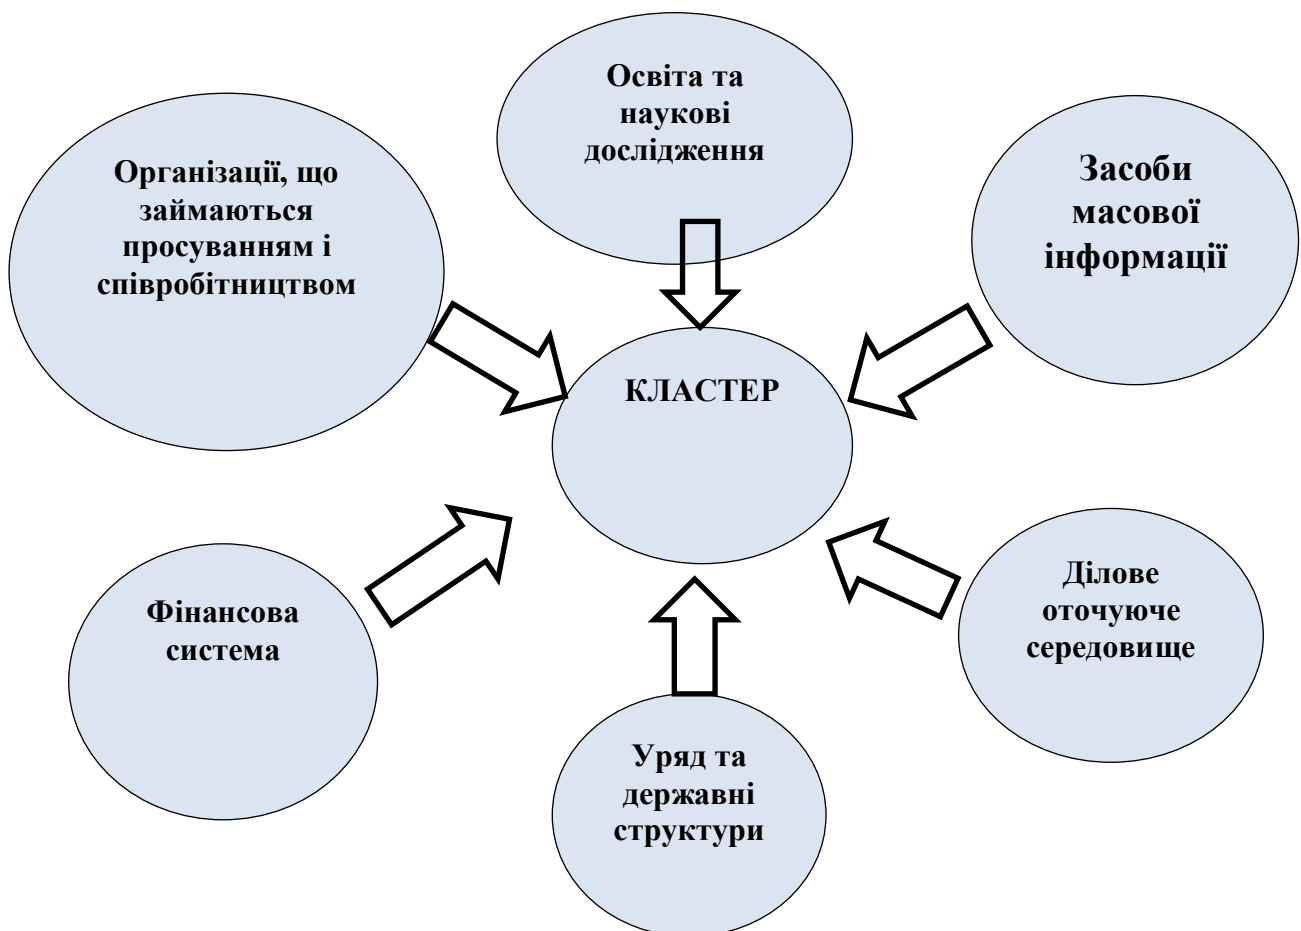 Освіта та
наукові
дослідження
Організації, що
займаються
просуванням і
співробітництвом
Засоби
масової
інформації
КЛАСТЕР
Фінансова
система
Ділове
оточуюче
середовище
Уряд та
державні
структури